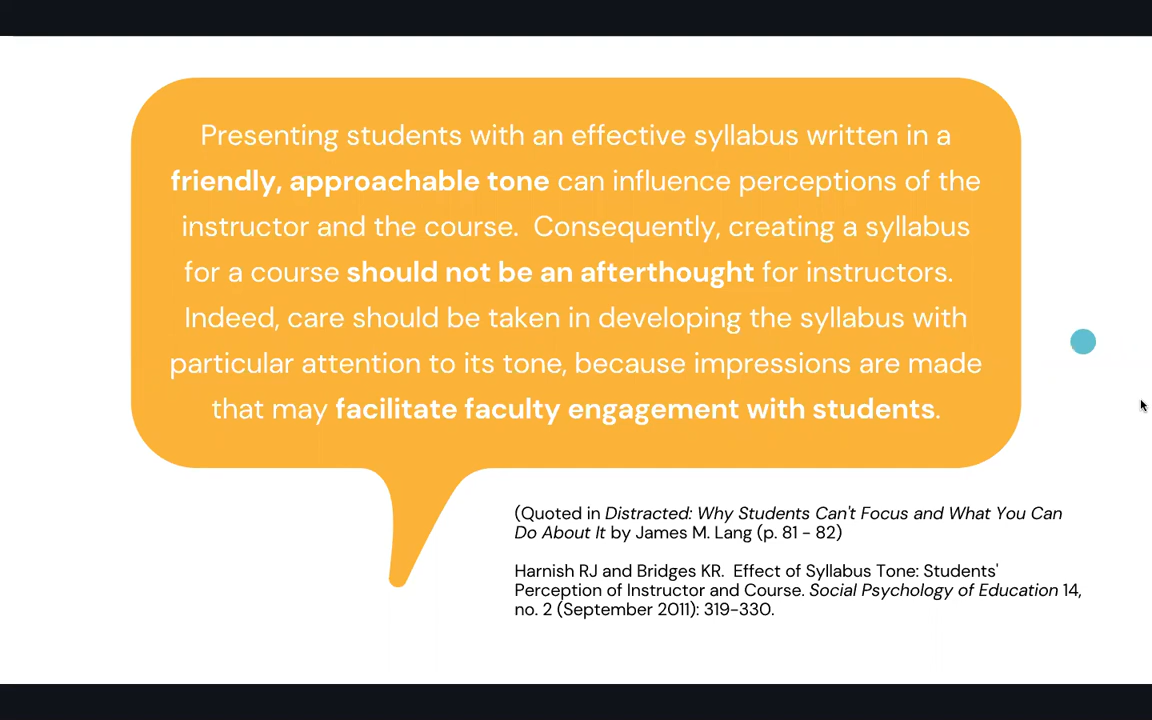 Presenting students with an effective syllabus written in a
friendly, approachable tone can influence perceptions of the
instructor and the course.  Consequently, creating a syllabus
for a course should not be an afterthought for instructors.
Indeed, care should be taken in developing the syllabus with
particular attention to its tone, because impressions are made
that may facilitate faculty engagement with students.
(Quoted in Distracted: Why Students Can't Focus and What You Can
Do About It by James M. Lang (p. 81 - 82)
Harnish RJ and Bridges KR.  Effect of Syllabus Tone: Students'
Perception of Instructor and Course. Social Psychology of Education 14,
no. 2 (September 2011): 319-330.